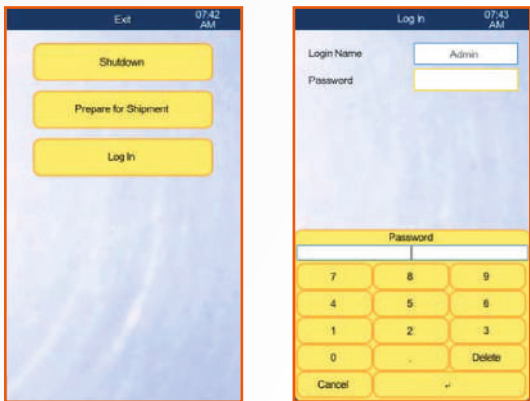 Exit 07:42 AM
Shutdown
Prepare for Shipment
Log In
Log In 07:43 AM
Login Name Admin
Password
Password
7 8 9
4 5 6
1 2 3
0 . Delete
Cancel ↵